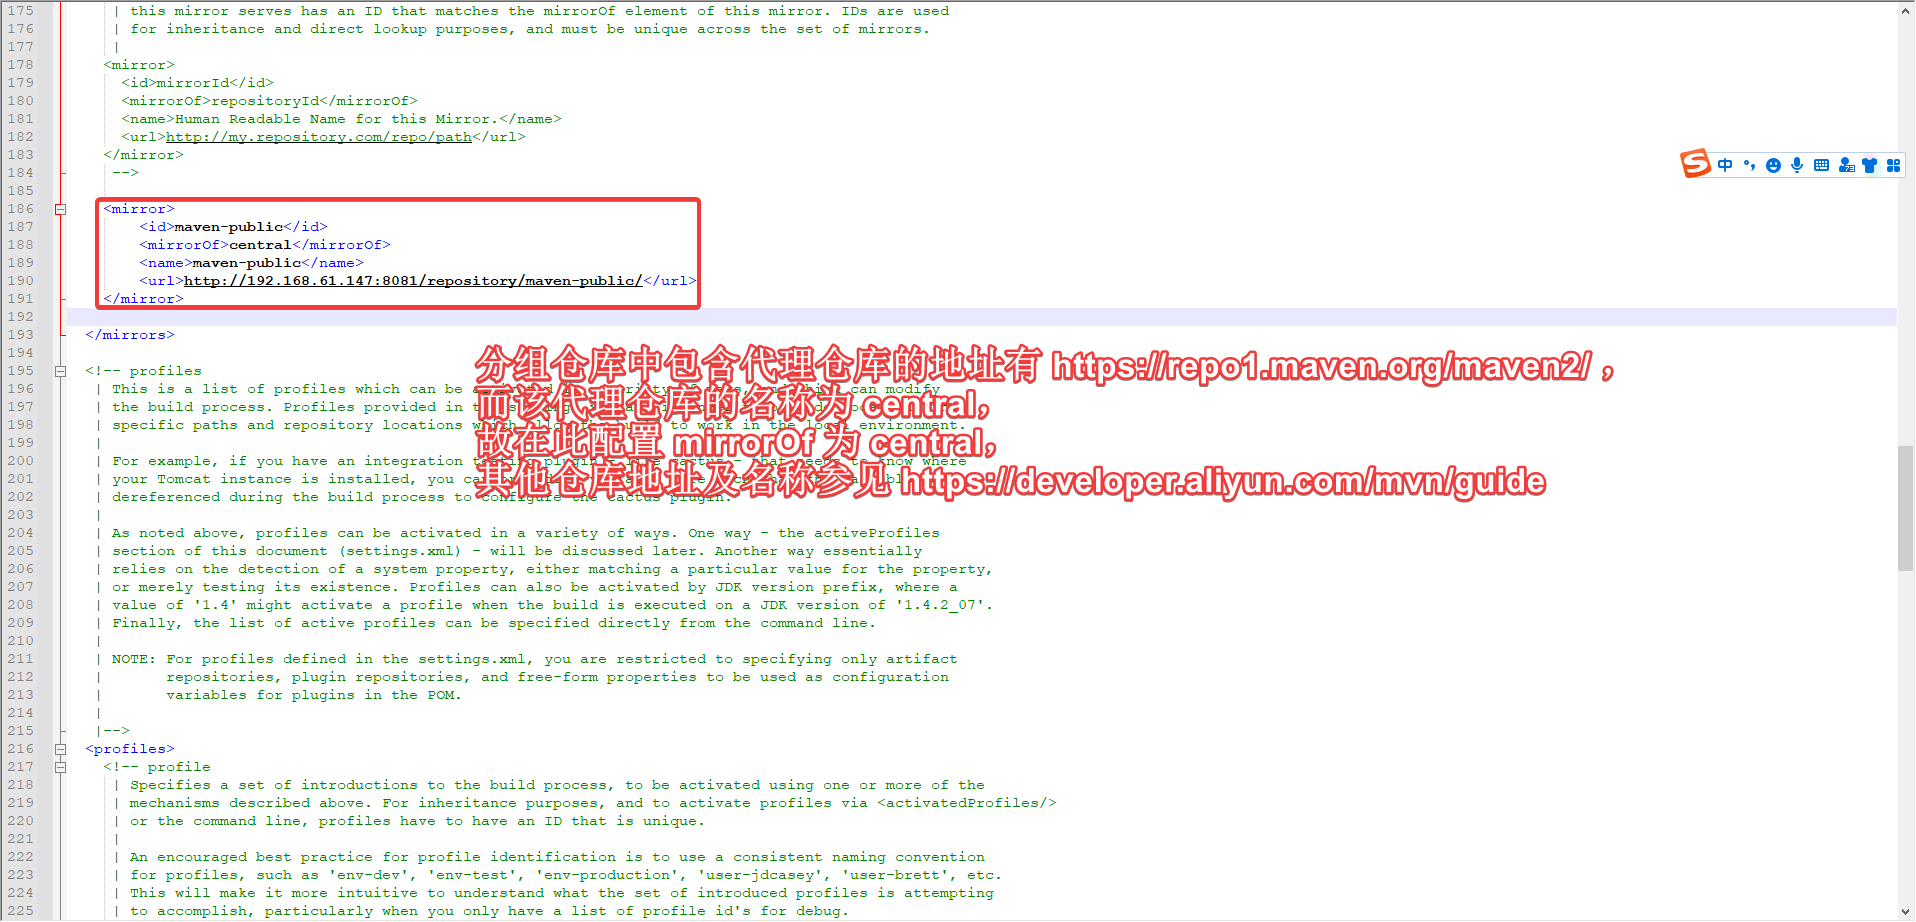 175 | this mirror serves has an ID that matches the mirrorOf element of this mirror. IDs are used
176 | for inheritance and direct lookup purposes, and must be unique across the set of mirrors.
177 |
178 <mirror>
179 <id>mirrorId</id>
180 <mirrorOf>repositoryId</mirrorOf>
181 <name>Human Readable Name for this Mirror.</name>
182 <url>http://my.repository.com/repo/path</url>
183 </mirror>
184 -->
185
186 <mirror>
187 <id>maven-public</id>
188 <mirrorOf>central</mirrorOf>
189 <name>maven-public</name>
190 <url>http://192.168.61.147:8081/repository/maven-public/</url>
191 </mirror>
192
193 </mirrors>
194
195 <!-- profiles
分组仓库中包含代理仓库的地址有 https://repo1.maven.org/maven2/ ，
而该代理仓库的名称为 central，
故在此配置 mirrorOf 为 central，
其他仓库地址及名称参见 https://developer.aliyun.com/mvn/guide
196 | This is a list of profiles which can be can modify
197 | the build process. Profiles provided in
198 | specific paths and repository locations to work in the environment.
199 |
200 | For example, if you have an integration know where
201 | your Tomcat instance is installed, you
202 | dereferenced during the build process to configure the cactus plugin.
203 |
204 | As noted above, profiles can be activated in a variety of ways. One way - the activeProfiles
205 | section of this document (settings.xml) - will be discussed later. Another way essentially
206 | relies on the detection of a system property, either matching a particular value for the property,
207 | or merely testing its existence. Profiles can also be activated by JDK version prefix, where a
208 | value of '1.4' might activate a profile when the build is executed on a JDK version of '1.4.2_07'.
209 | Finally, the list of active profiles can be specified directly from the command line.
210 |
211 | NOTE: For profiles defined in the settings.xml, you are restricted to specifying only artifact
212 | repositories, plugin repositories, and free-form properties to be used as configuration
213 | variables for plugins in the POM.
214 |
215 |-->
216 <profiles>
217 <!-- profile
218 | Specifies a set of introductions to the build process, to be activated using one or more of the
219 | mechanisms described above. For inheritance purposes, and to activate profiles via <activatedProfiles/>
220 | or the command line, profiles have to have an ID that is unique.
221 |
222 | An encouraged best practice for profile identification is to use a consistent naming convention
223 | for profiles, such as 'env-dev', 'env-test', 'env-production', 'user-jdcasey', 'user-brett', etc.
224 | This will make it more intuitive to understand what the set of introduced profiles is attempting
225 | to accomplish, particularly when you only have a list of profile id's for debug.
S 中